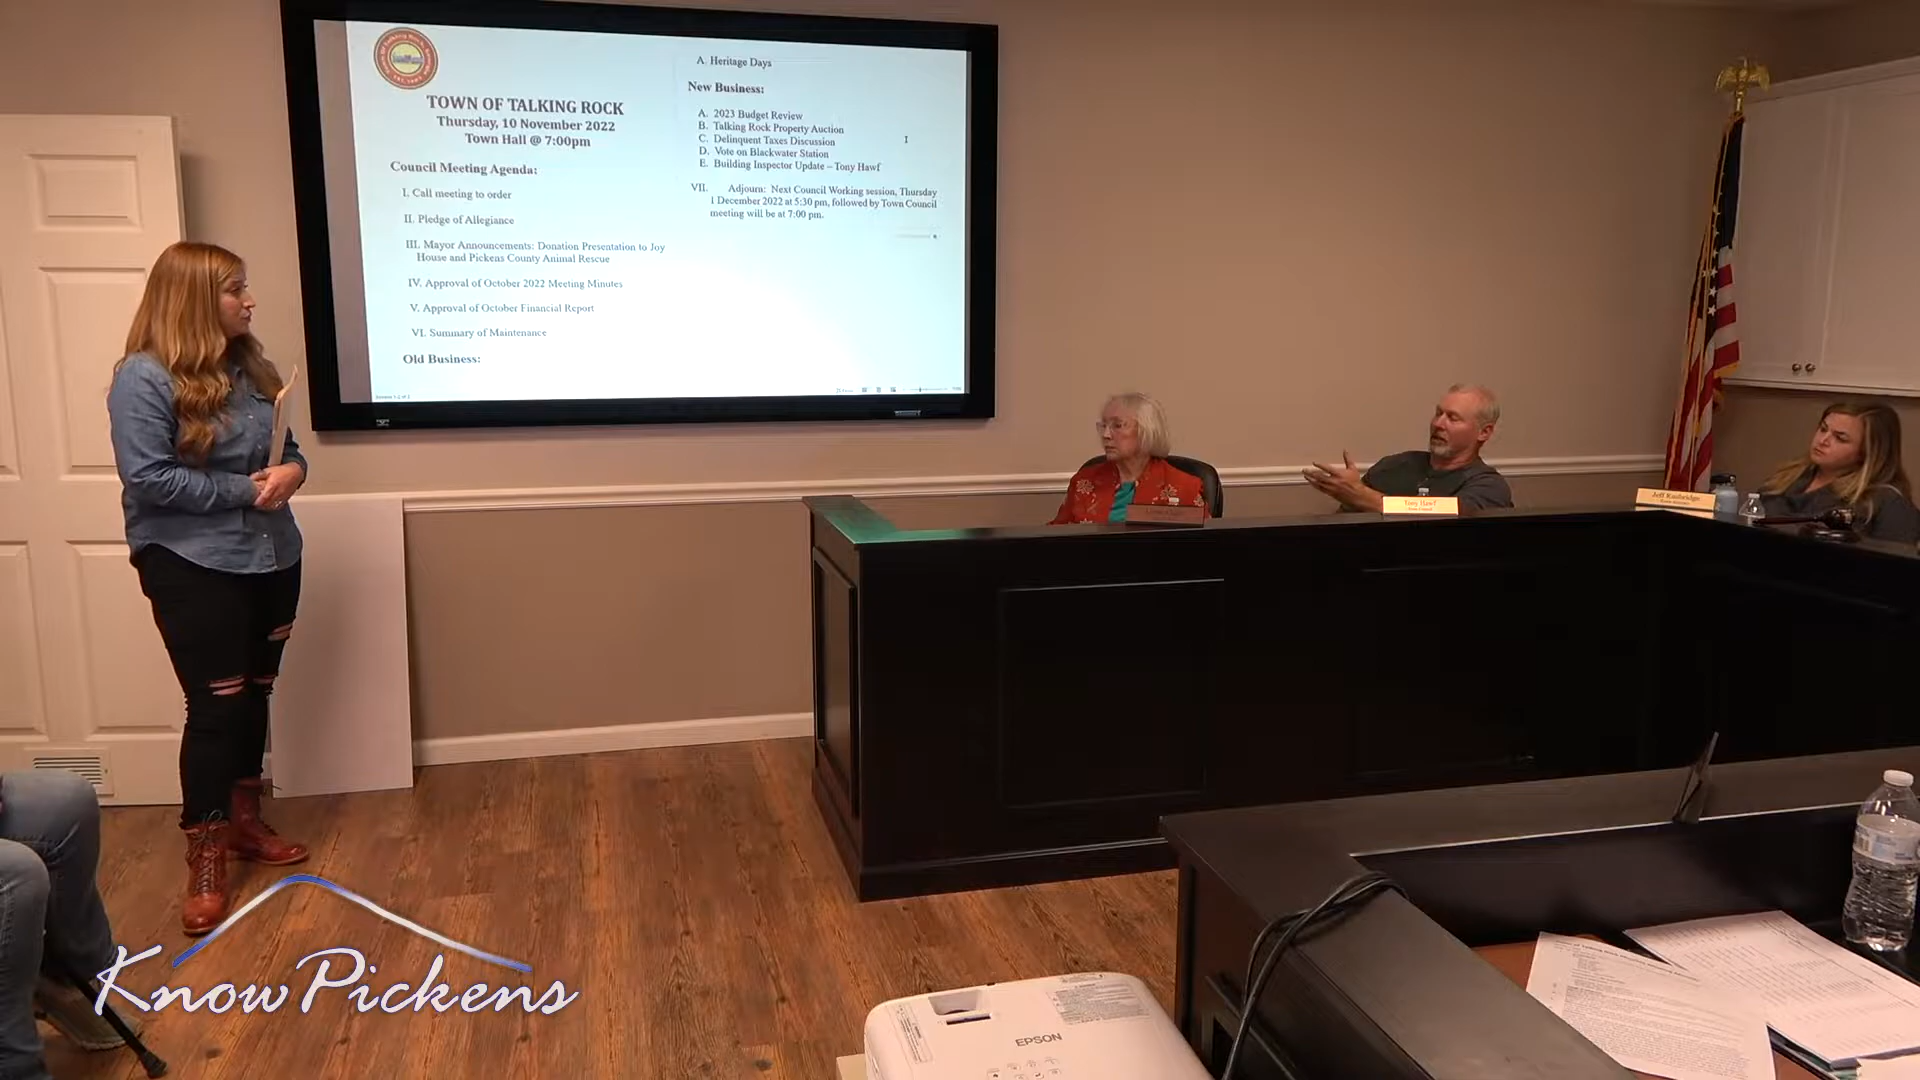 TOWN OF TALKING ROCK
Thursday, 10 November 2022
Town Hall @ 7:00pm
Council Meeting Agenda:
I. Call meeting to order
II. Pledge of Allegiance
III. Mayor Announcements: Donation Presentation to Joy
House and Pickens County Animal Rescue
IV. Approval of October 2022 Meeting Minutes
V. Approval of October Financial Report
VI. Summary of Maintenance
Old Business:
A. Heritage Days
New Business:
A. 2023 Budget Review
B. Talking Rock Property Auction
C. Delinquent Taxes Discussion
D. Vote on Blackwater Station
E. Building Inspector Update – Tony Hawf
VII. Adjourn: Next Council Working session, Thursday
1 December 2022 at 5:30 pm, followed by Town Council
meeting will be at 7:00 pm.
Tony Hawf
Jeff Rusbridge
KnowPickens
EPSON